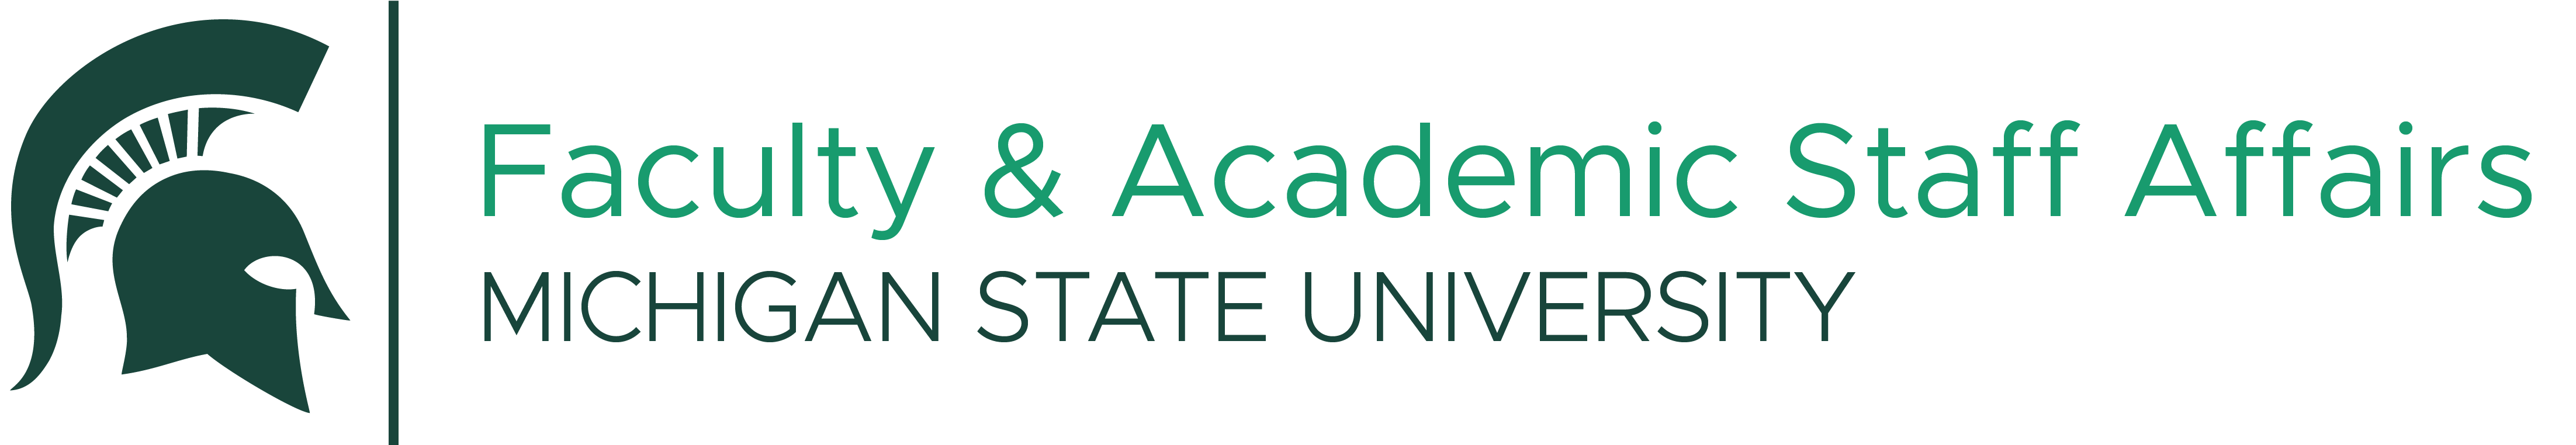 Faculty & Academic Staff Affairs
MICHIGAN STATE UNIVERSITY